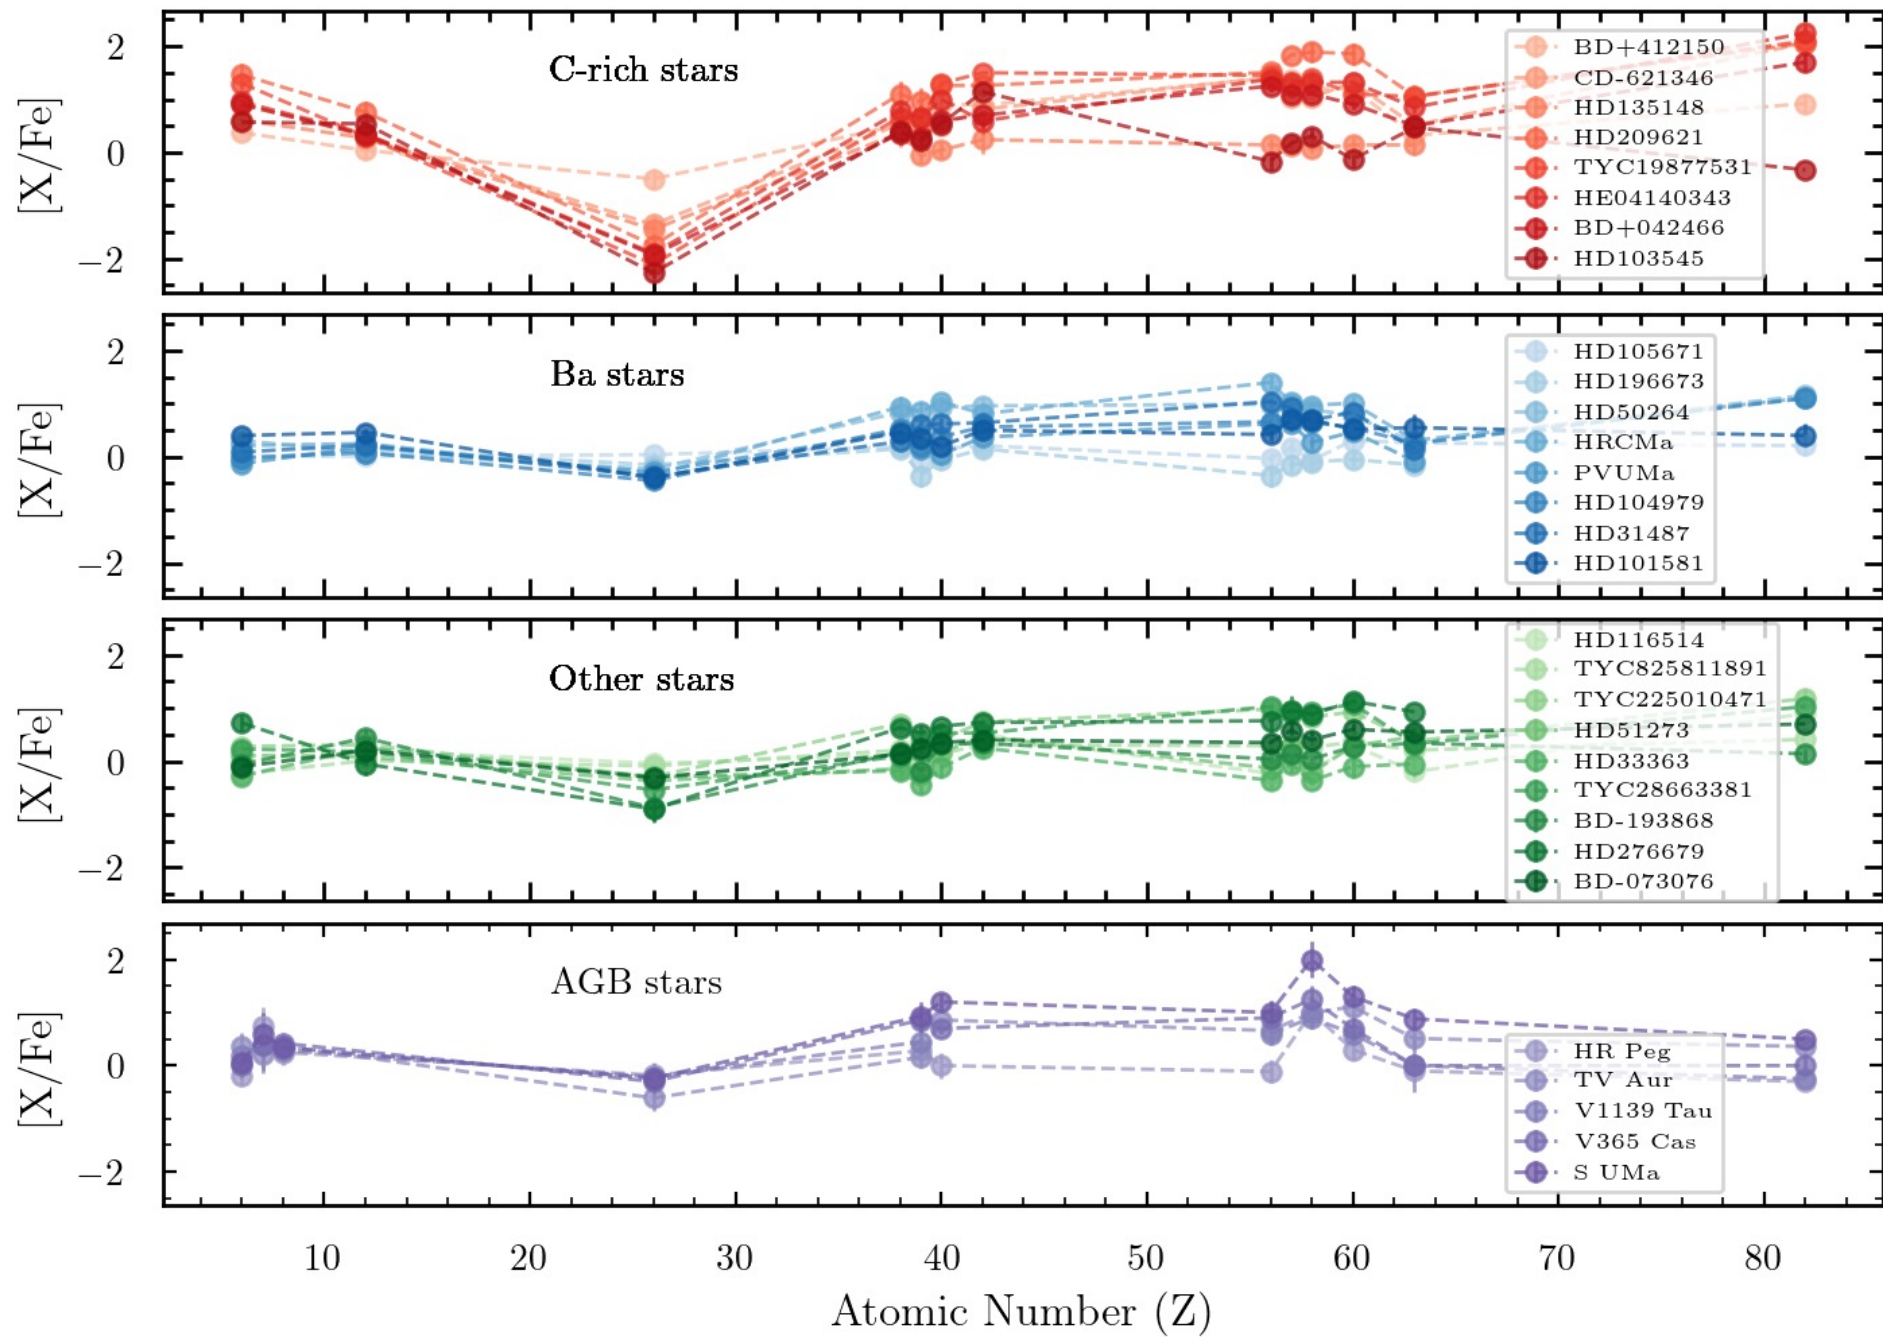 [X/Fe]
2
0
−2
C-rich stars
BD+412150
CD-621346
HD135148
HD209621
TYC19877531
HE04140343
BD+042466
HD103545
[X/Fe]
2
0
−2
Ba stars
HD105671
HD196673
HD50264
HRCMa
PVUMa
HD104979
HD31487
HD101581
[X/Fe]
2
0
−2
Other stars
HD116514
TYC825811891
TYC225010471
HD51273
HD33363
TYC28663381
BD-193868
HD276679
BD-073076
[X/Fe]
2
0
−2
AGB stars
HR Peg
TV Aur
V1139 Tau
V365 Cas
S UMa
10 20 30 40 50 60 70 80
Atomic Number (Z)